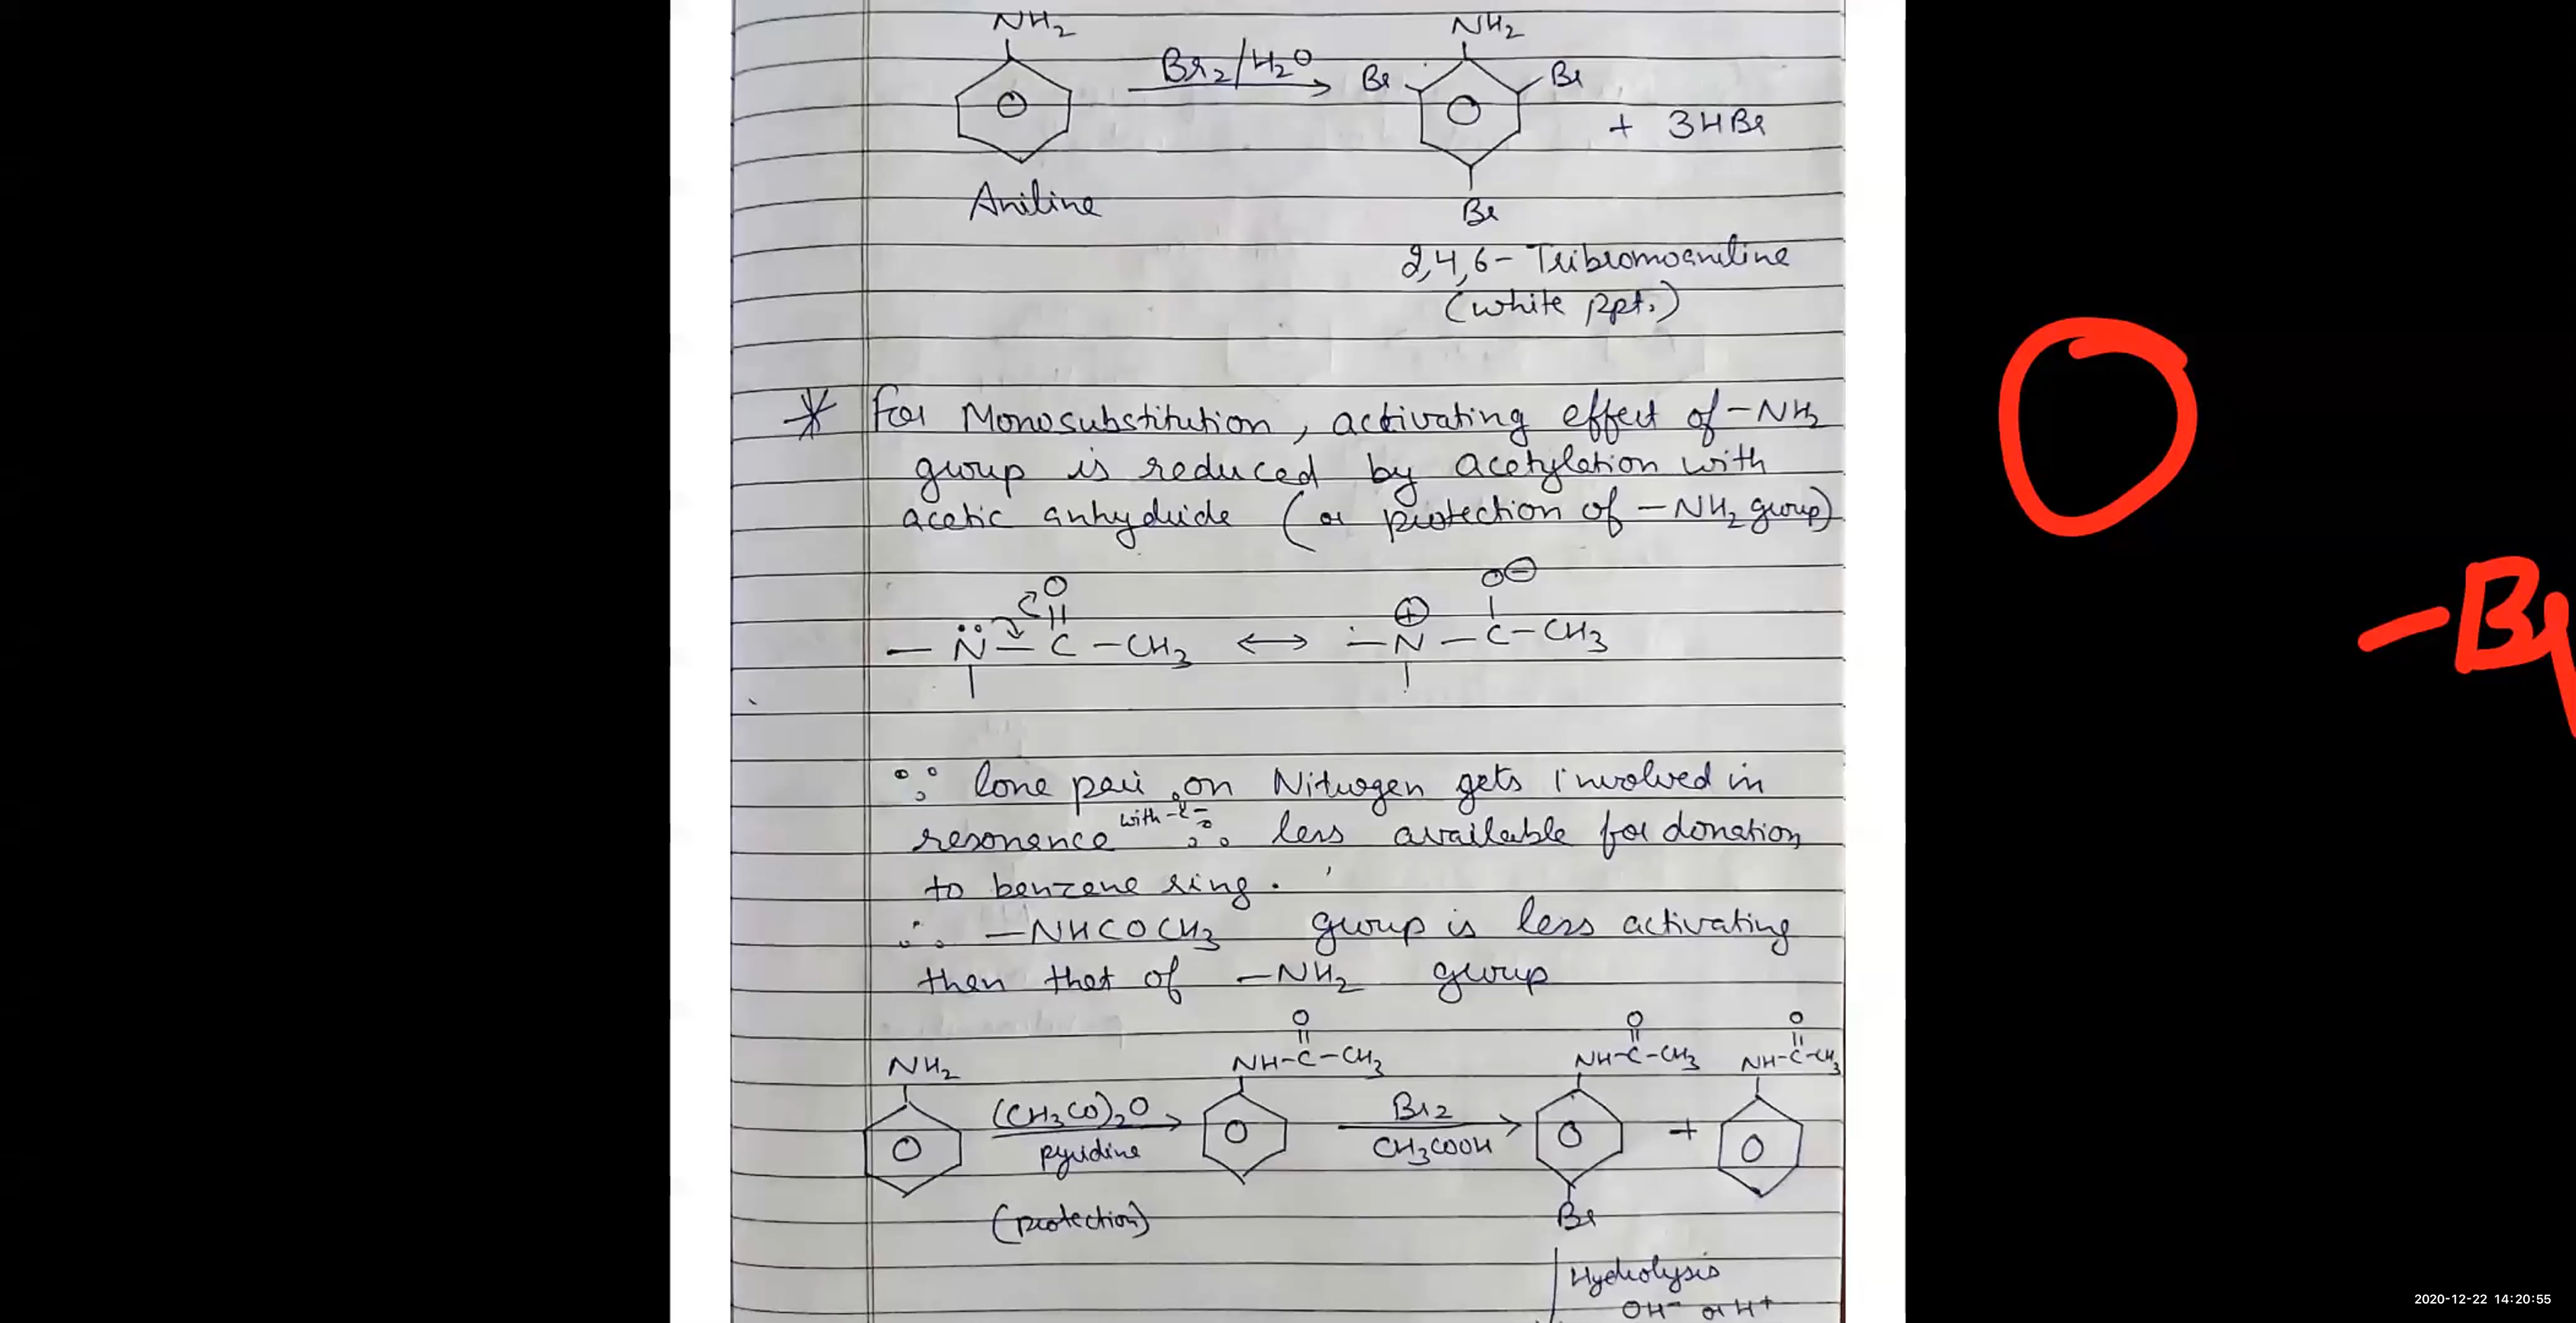 NH2 NH2
Br2/H2O Br Br
+ 3HBr
Aniline Br
2,4,6- Tribromoaniline
(white ppt.)
* For Monosubstitution, activating effect of -NH2
group is reduced by acetylation with
acetic anhydride (or protection of -NH2 group)
O O⊖
⊕
— N̈ — C — CH3 ⟷ — N — C — CH3
∵ lone pair on Nitrogen gets involved in
resonence with -C= ∴ less available for donation
O
to benzene ring.
∴ -NHCOCH3 group is less activating
then that of -NH2 group
O O O
NH2 NH-C-CH3 NH-C-CH3 NH-C-CH3
(CH3CO)2O Br2
pyridine CH3COOH +
(protection) Br
Hydrolysis
OH- or H+
-Br
2020-12-22 14:20:55